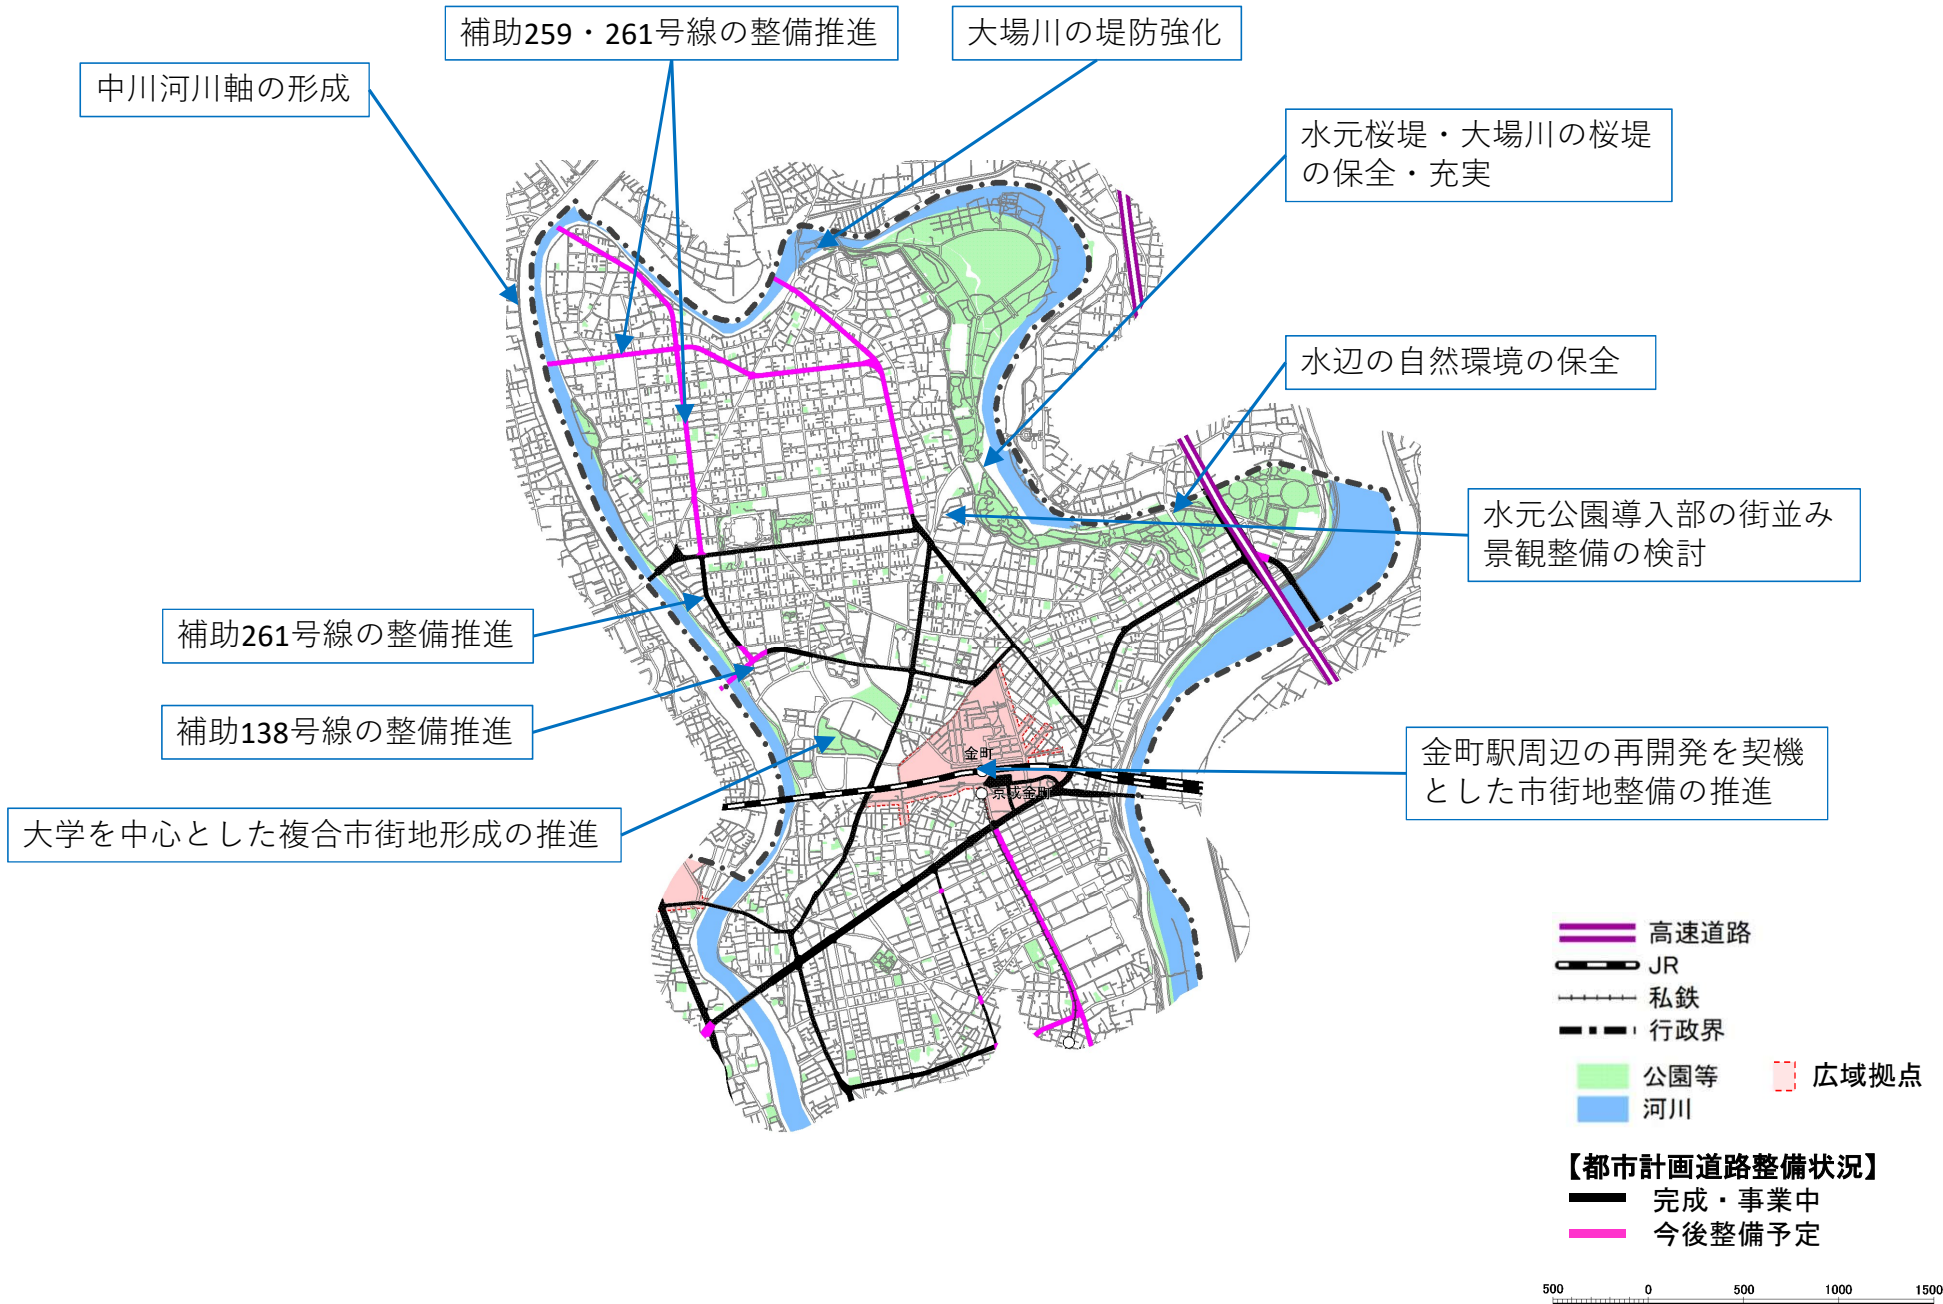 補助259・261号線の整備推進
大場川の堤防強化
中川河川軸の形成
水元桜堤・大場川の桜堤
の保全・充実
水辺の自然環境の保全
水元公園導入部の街並み
景観整備の検討
補助261号線の整備推進
補助138号線の整備推進
金町駅周辺の再開発を契機
とした市街地整備の推進
大学を中心とした複合市街地形成の推進
金町
京成金町
高速道路
JR
私鉄
行政界
公園等
広域拠点
河川
【都市計画道路整備状況】
完成・事業中
今後整備予定
500 0 500 1000 1500